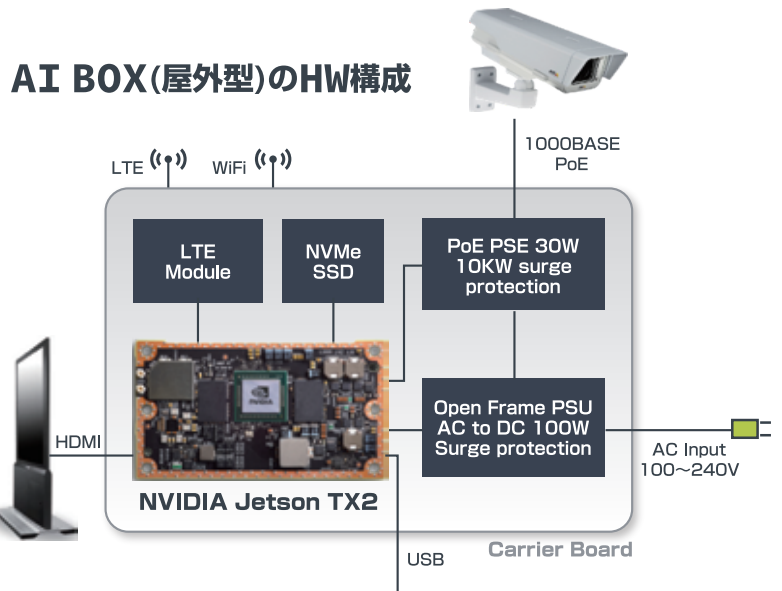 AI BOX(屋外型)のHW構成
1000BASE
PoE
LTE
WiFi
LTE
Module
NVMe
SSD
PoE PSE 30W
10KW surge
protection
NVIDIA
Open Frame PSU
AC to DC 100W
Surge protection
HDMI
AC Input
100～240V
NVIDIA Jetson TX2
Carrier Board
USB